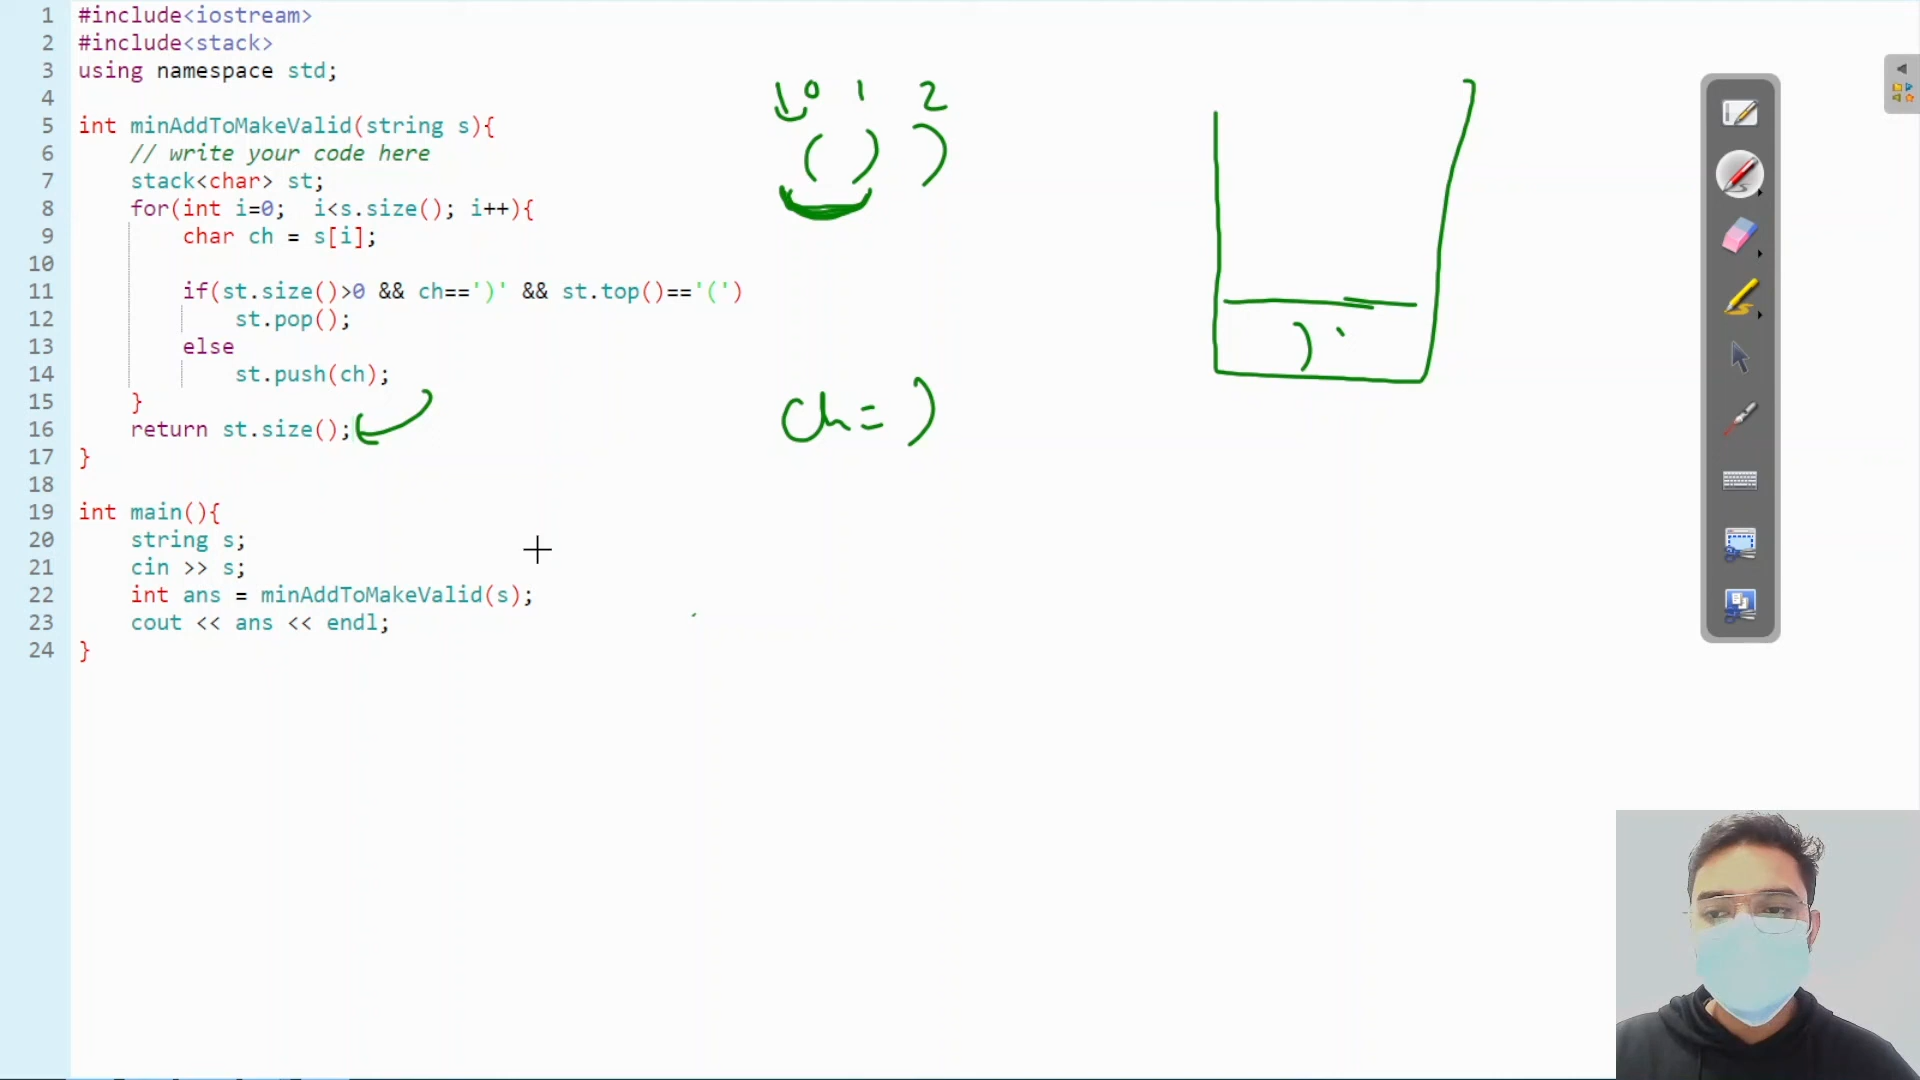 1 #include<iostream>
2 #include<stack>
3 using namespace std;
4
5 int minAddToMakeValid(string s){
6 // write your code here
7 stack<char> st;
8 for(int i=0;  i<s.size(); i++){
9 char ch = s[i];
10
11 if(st.size()>0 && ch==')' && st.top()=='(')
12 st.pop();
13 else
14 st.push(ch);
15 }
16 return st.size();
17 }
18
19 int main(){
20 string s;
21 cin >> s;
22 int ans = minAddToMakeValid(s);
23 cout << ans << endl;
24 }
0 1 2
( ) )
)
ch = )